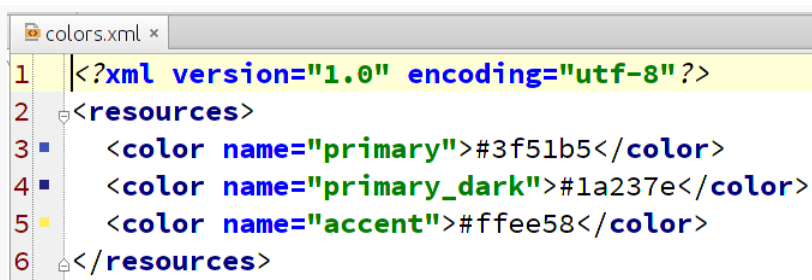 colors.xml ×
1 <?xml version="1.0" encoding="utf-8"?>
2 <resources>
3 <color name="primary">#3f51b5</color>
4 <color name="primary_dark">#1a237e</color>
5 <color name="accent">#ffee58</color>
6 </resources>